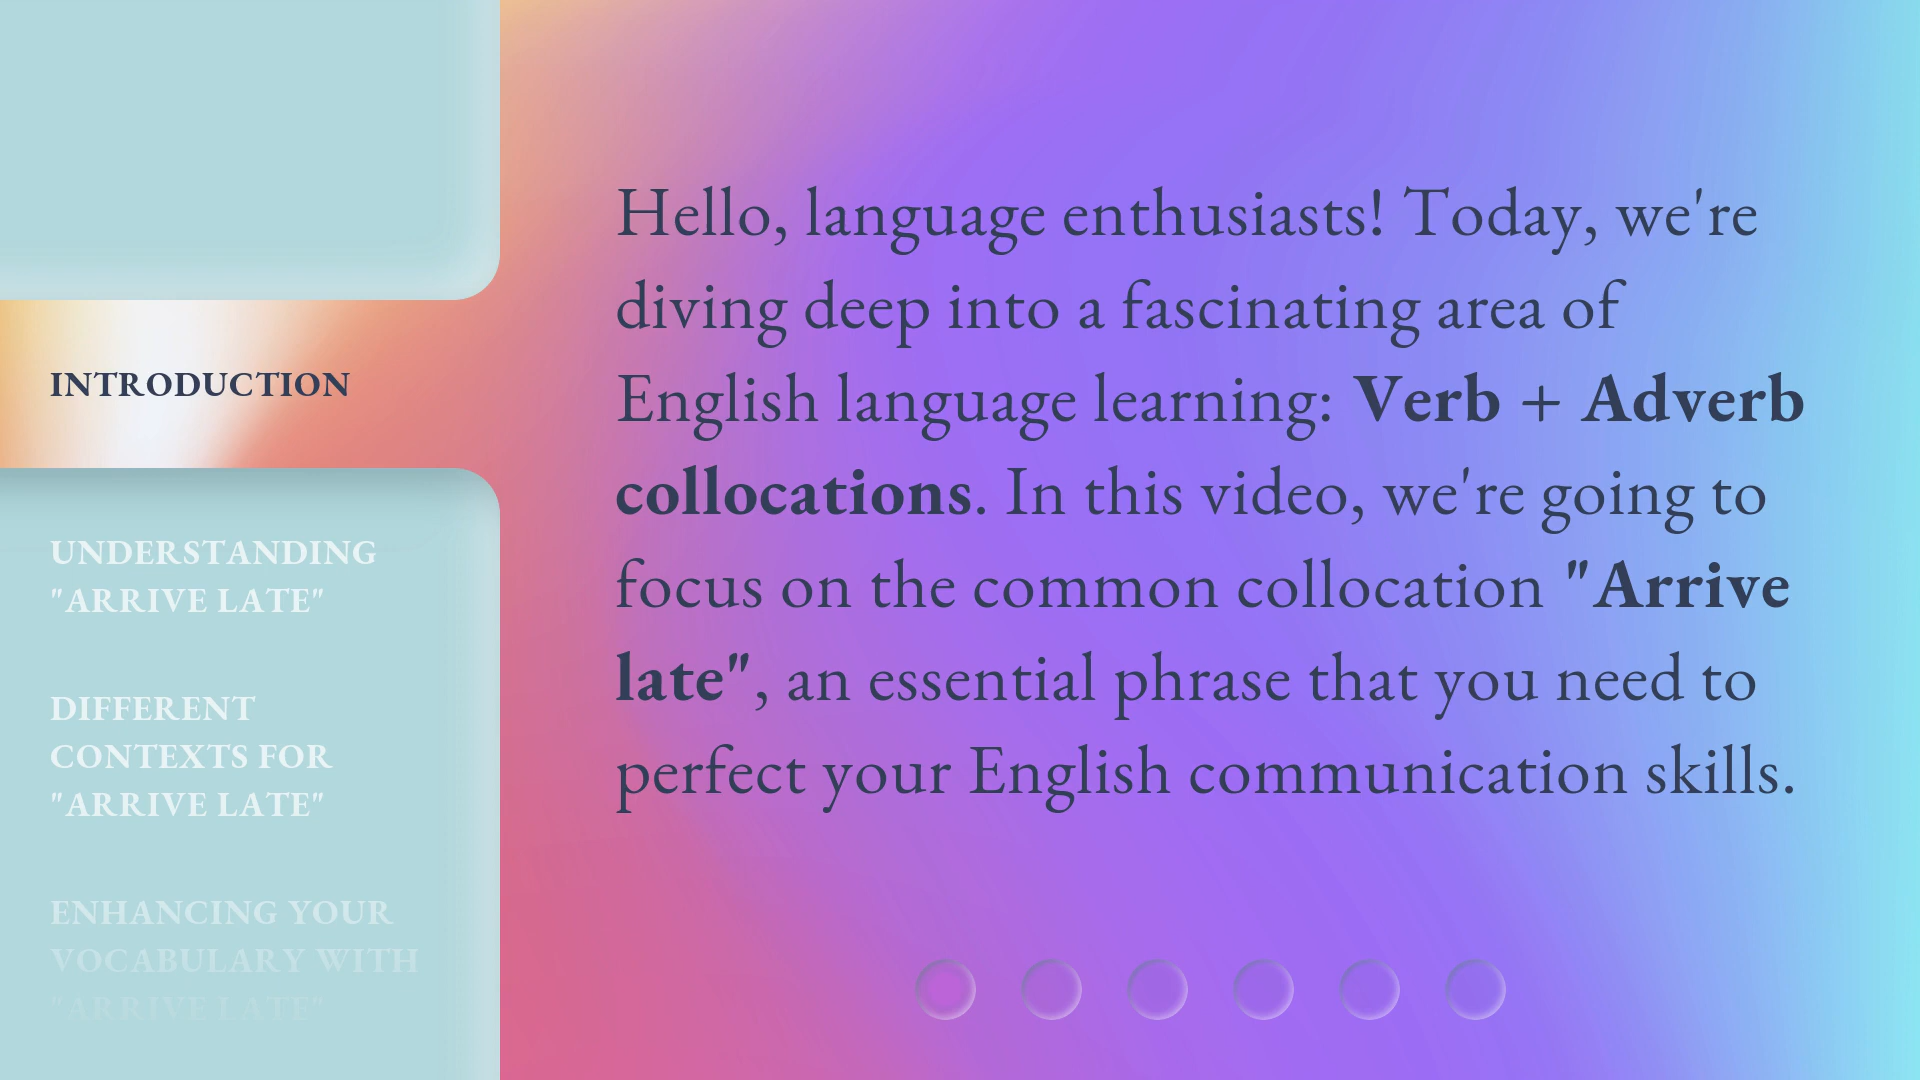 INTRODUCTION
UNDERSTANDING
"ARRIVE LATE"
DIFFERENT
CONTEXTS FOR
"ARRIVE LATE"
ENHANCING YOUR
VOCABULARY WITH
"ARRIVE LATE"
Hello, language enthusiasts! Today, we're
diving deep into a fascinating area of
English language learning: Verb + Adverb
collocations. In this video, we're going to
focus on the common collocation "Arrive
late", an essential phrase that you need to
perfect your English communication skills.